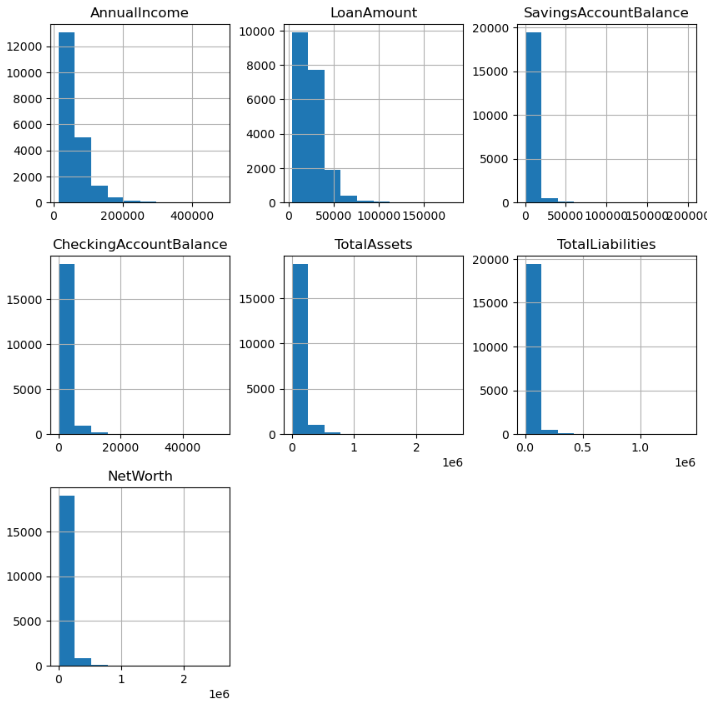 AnnualIncome LoanAmount SavingsAccountBalance
12000 10000 20000
10000 8000 15000
8000 6000 10000
6000 4000 5000
4000 2000 0
2000 0
0
0 200000 400000 0 50000 100000 150000 0 50000 100000 150000 200000
CheckingAccountBalance TotalAssets TotalLiabilities
15000 15000 20000
10000 10000 15000
5000 5000 10000
0 0 5000
0
0 20000 40000 0 1 2 0.0 0.5 1.0
1e6 1e6
NetWorth
15000
10000
5000
0
0 1 2
1e6